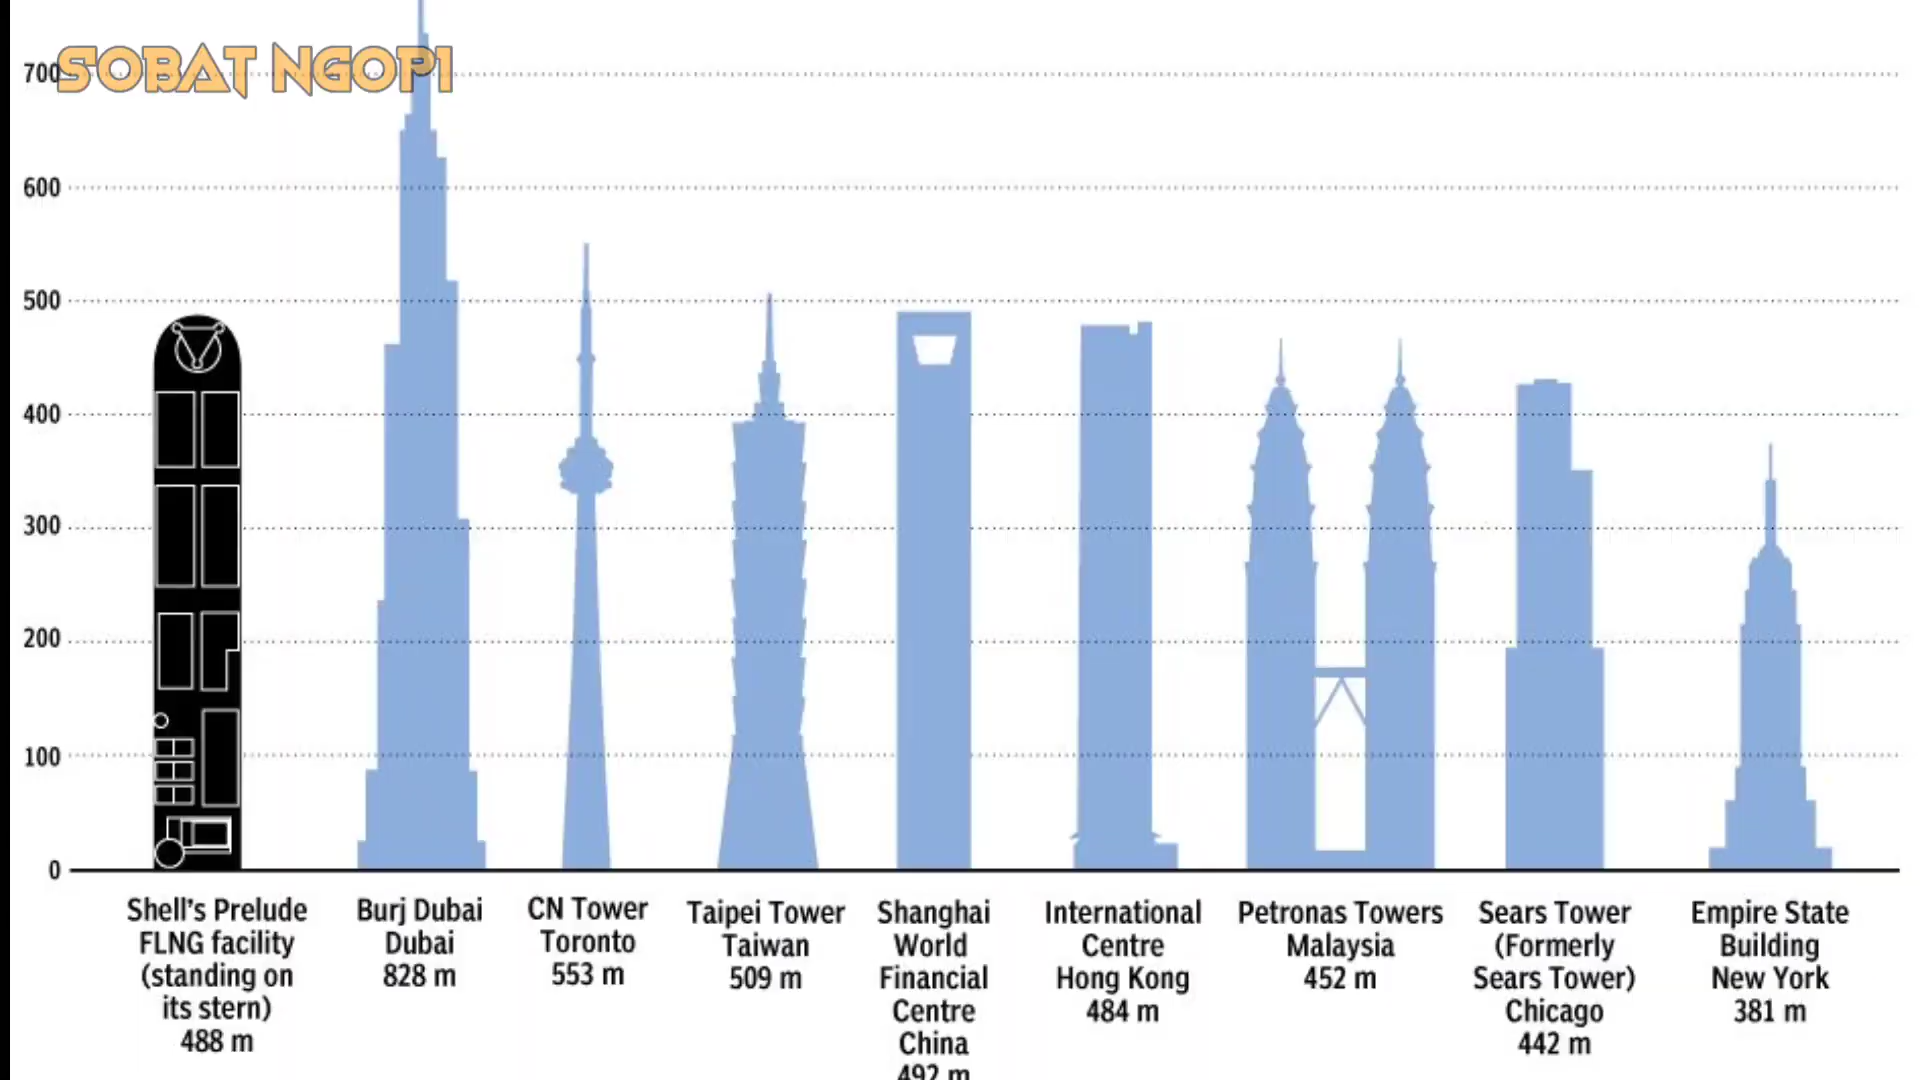 SOBAT NGOPI
700
600
500
400
300
200
100
0
Shell's Prelude
FLNG facility
(standing on
its stern)
488 m
Burj Dubai
Dubai
828 m
CN Tower
Toronto
553 m
Taipei Tower
Taiwan
509 m
Shanghai
World
Financial
Centre
China
492 m
International
Centre
Hong Kong
484 m
Petronas Towers
Malaysia
452 m
Sears Tower
(Formerly
Sears Tower)
Chicago
442 m
Empire State
Building
New York
381 m